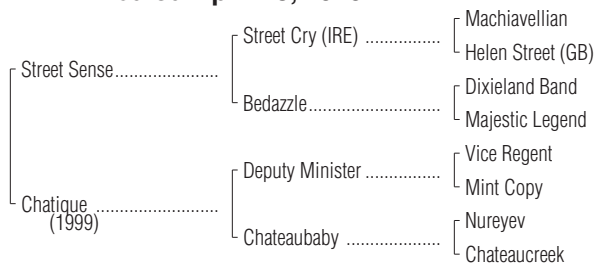 Machiavellian
Street Cry (IRE) ................
Helen Street (GB)
Street Sense......................
Dixieland Band
Bedazzle............................
Majestic Legend
Vice Regent
Deputy Minister ................
Mint Copy
Chatique ..........................
(1999)
Nureyev
Chateaubaby ....................
Chateaucreek